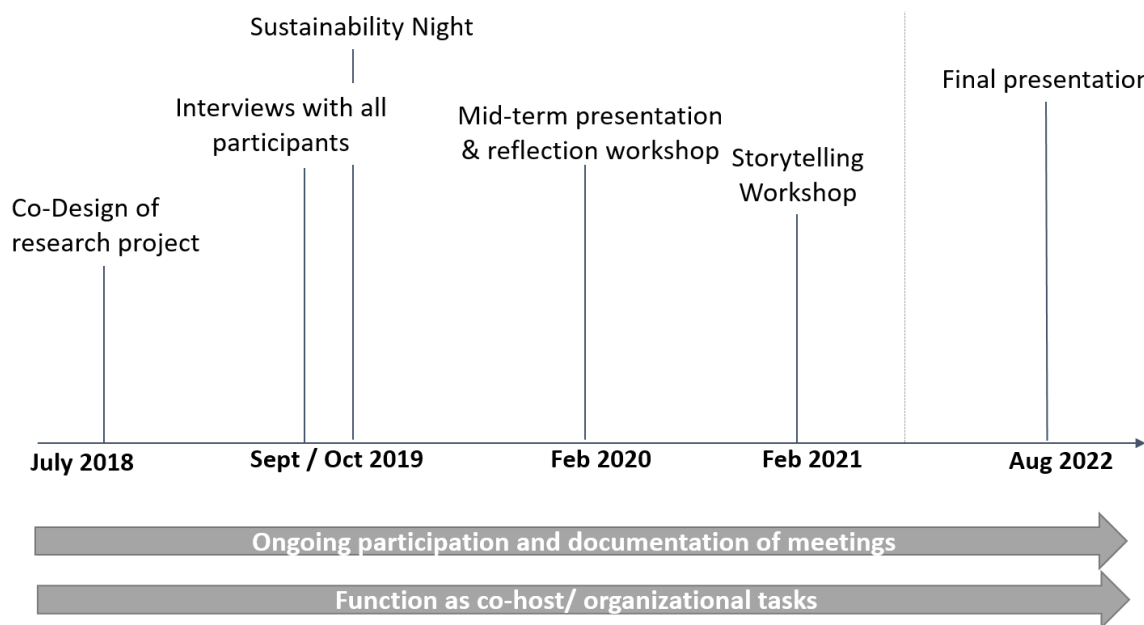 Sustainability Night
Final presentation
Interviews with all
participants
Mid-term presentation
& reflection workshop
Storytelling
Workshop
Co-Design of
research project
July 2018
Sept / Oct 2019
Feb 2020
Feb 2021
Aug 2022
Ongoing participation and documentation of meetings
Function as co-host/ organizational tasks